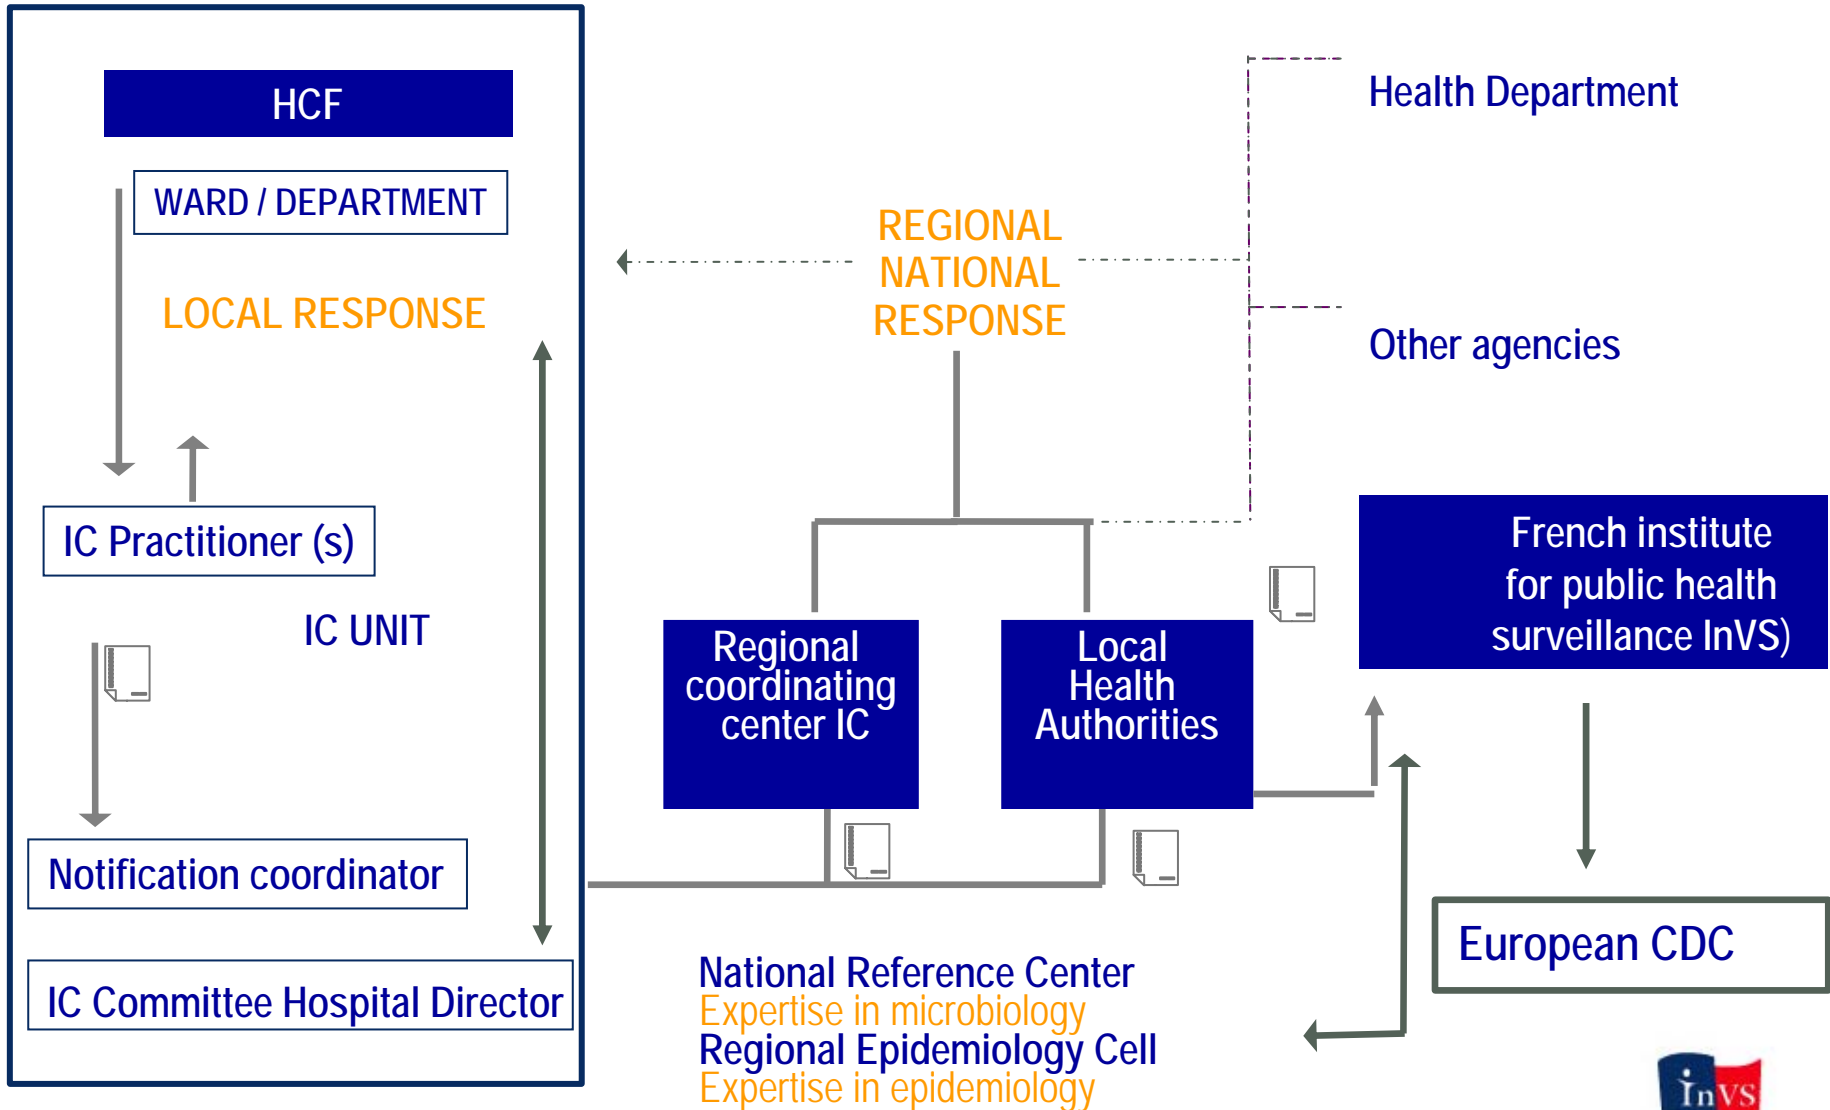 HCF
WARD / DEPARTMENT
LOCAL RESPONSE
IC Practitioner (s)
IC UNIT
Notification coordinator
IC Committee Hospital Director
REGIONAL
NATIONAL
RESPONSE
Regional
coordinating
center IC
Local
Health
Authorities
National Reference Center
Expertise in microbiology
Regional Epidemiology Cell
Expertise in epidemiology
Health Department
Other agencies
French institute
for public health
surveillance InVS)
European CDC
InVS